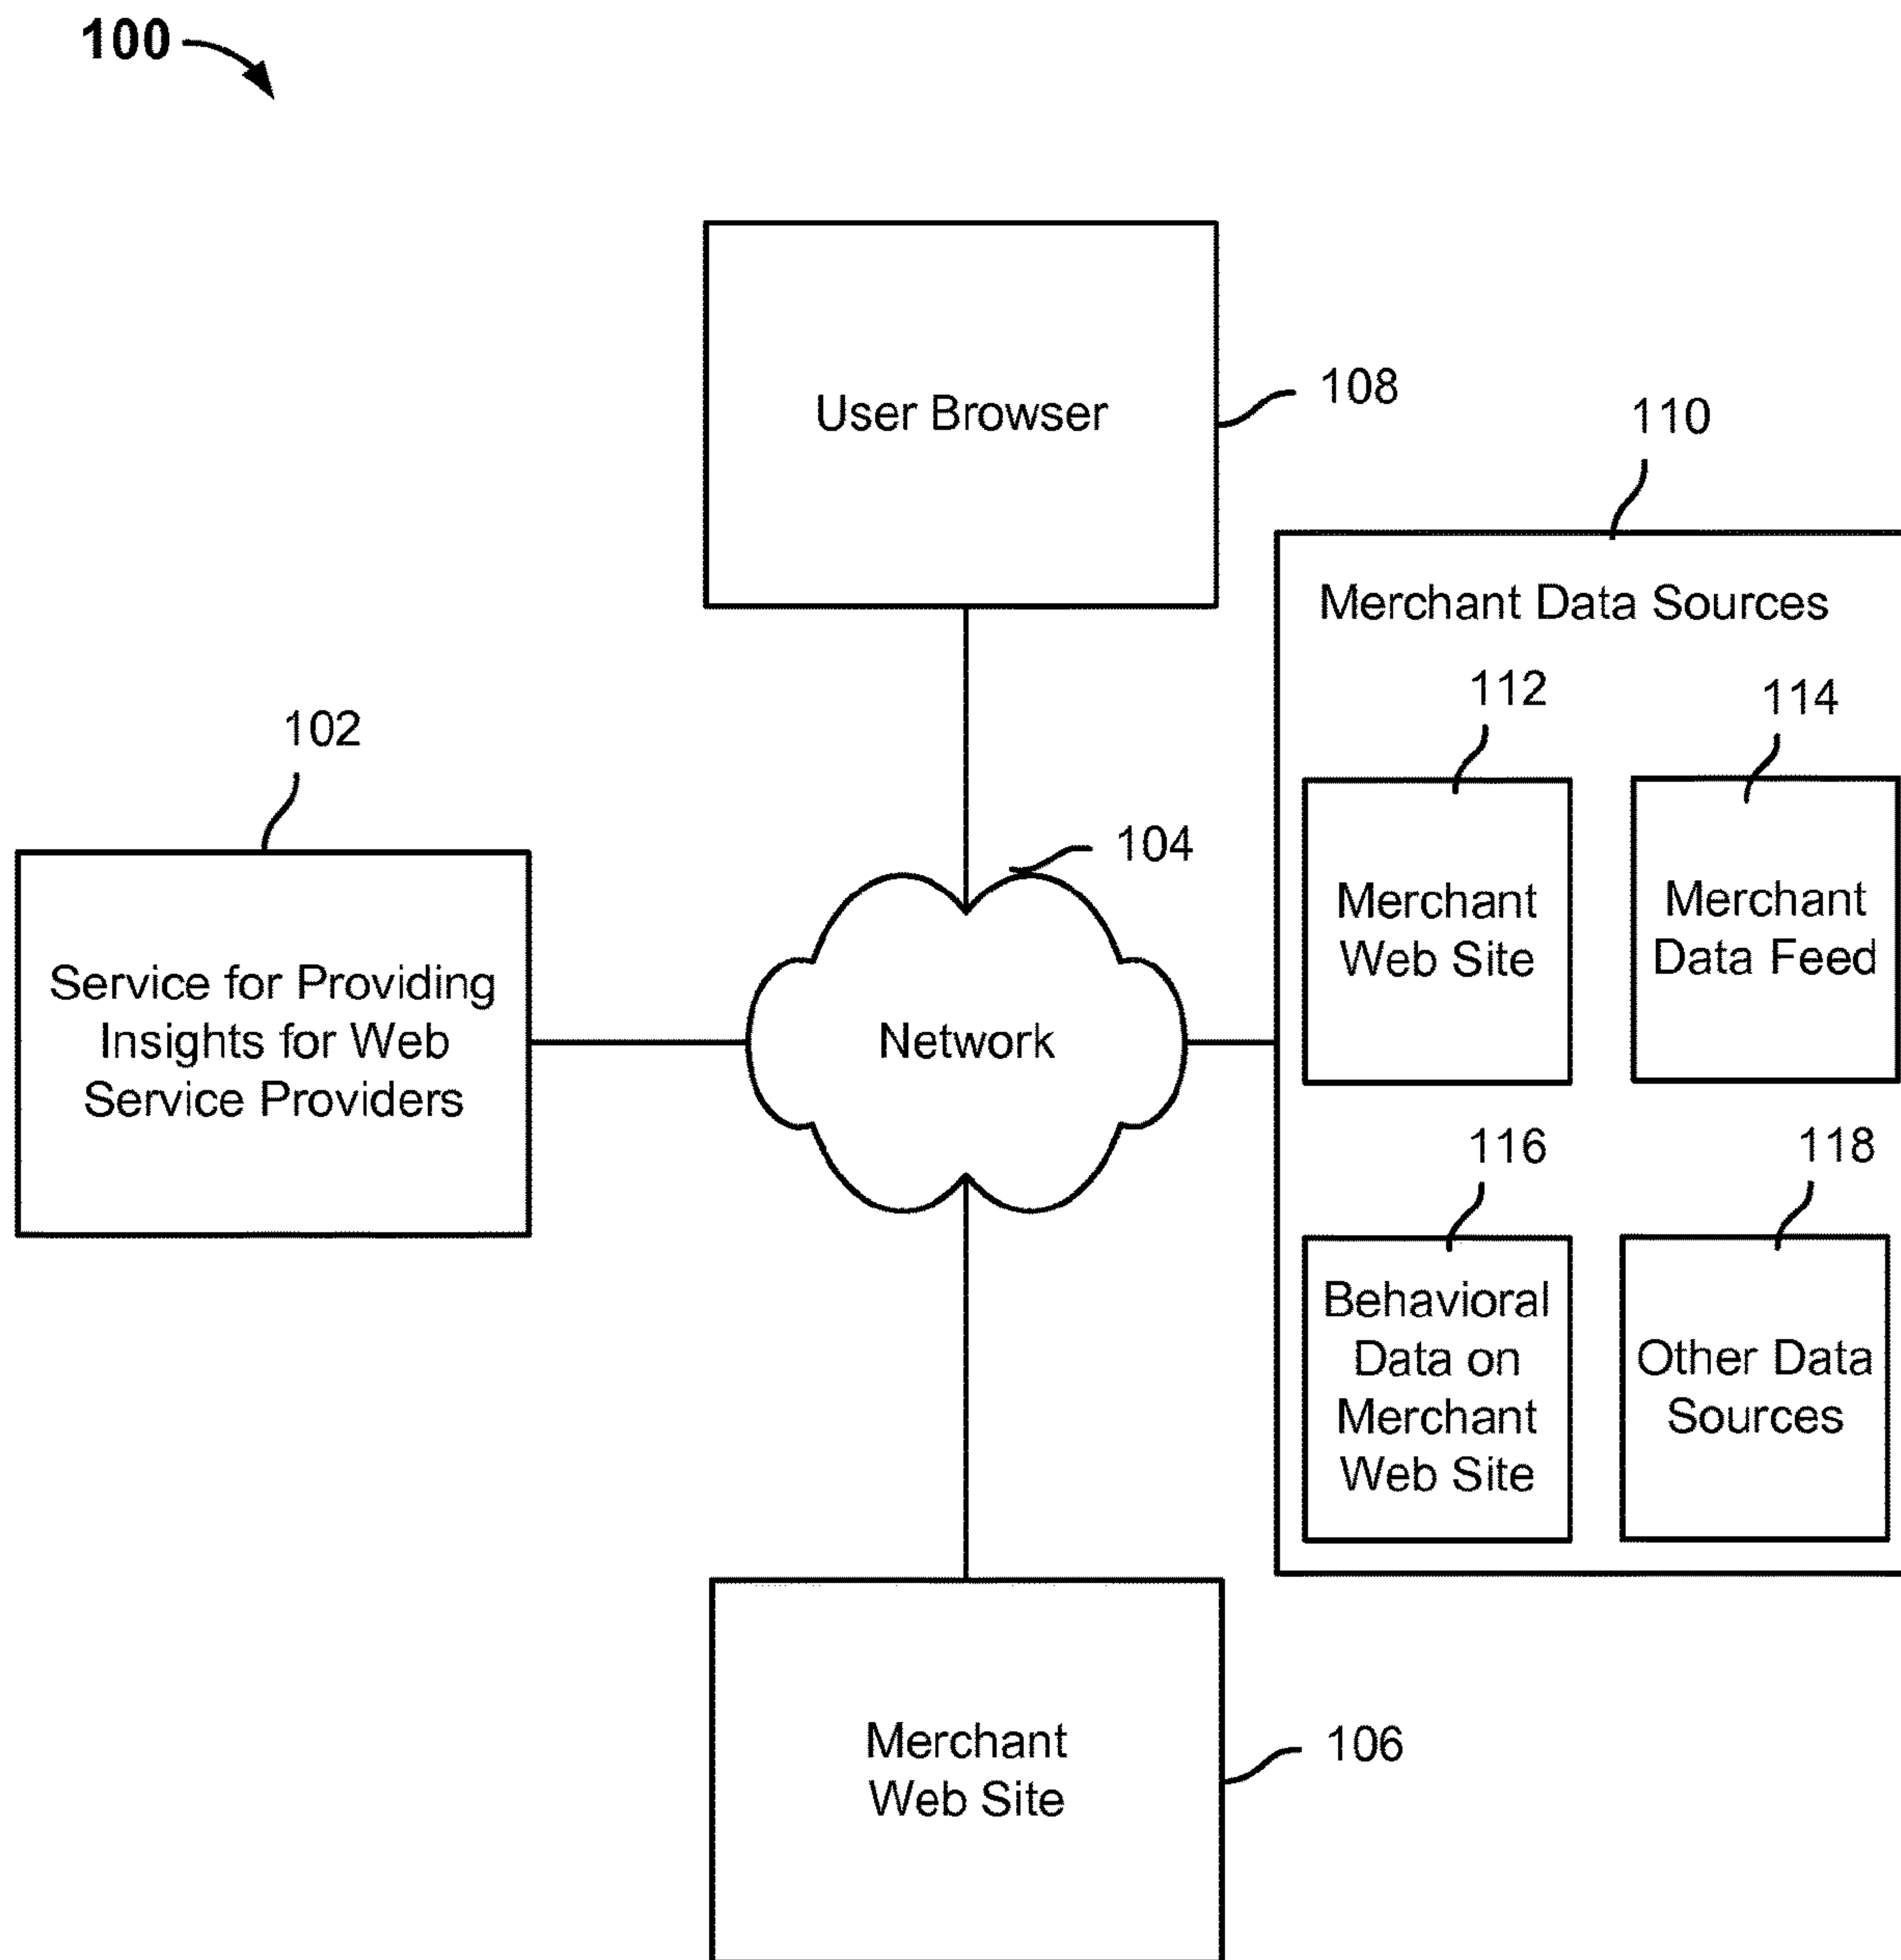 100
User Browser
108
110
Merchant Data Sources
112
114
102
Merchant
Web Site
Merchant
Data Feed
104
Service for Providing
Insights for Web
Service Providers
Network
116
118
Behavioral
Data on
Merchant
Web Site
Other Data
Sources
Merchant
Web Site
106